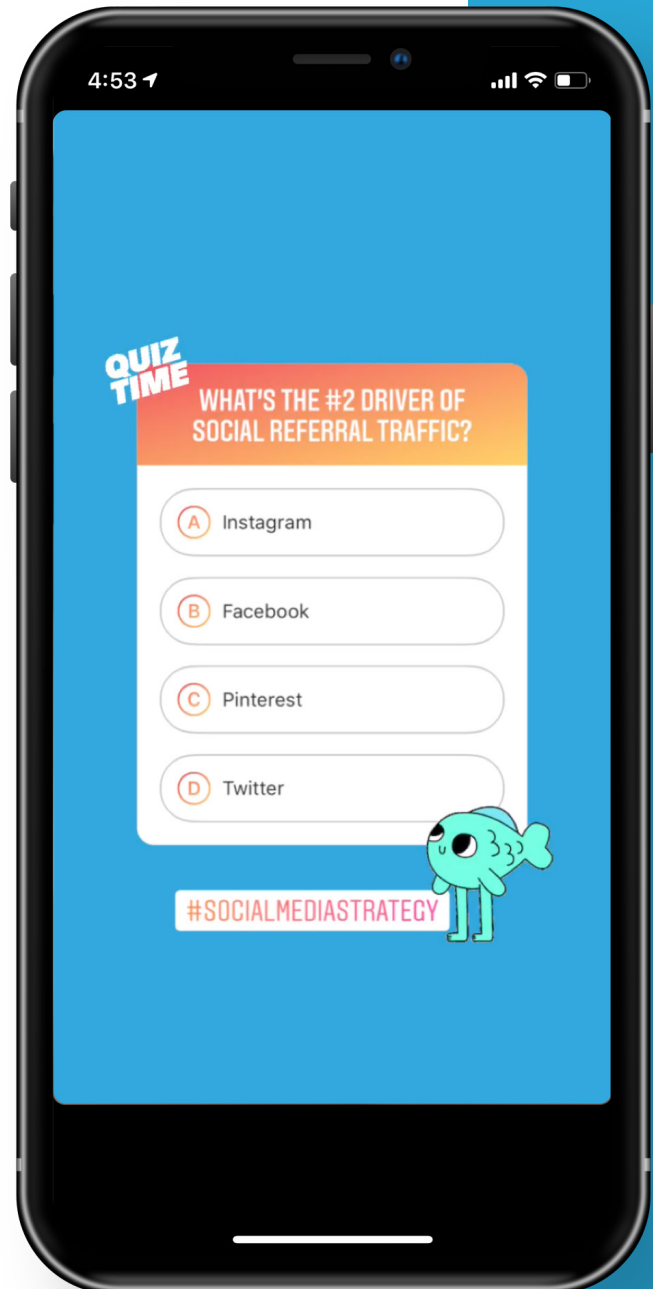 4:53
QUIZ
TIME
WHAT'S THE #2 DRIVER OF
SOCIAL REFERRAL TRAFFIC?
A Instagram
B Facebook
C Pinterest
D Twitter
#SOCIALMEDIASTRATEGY